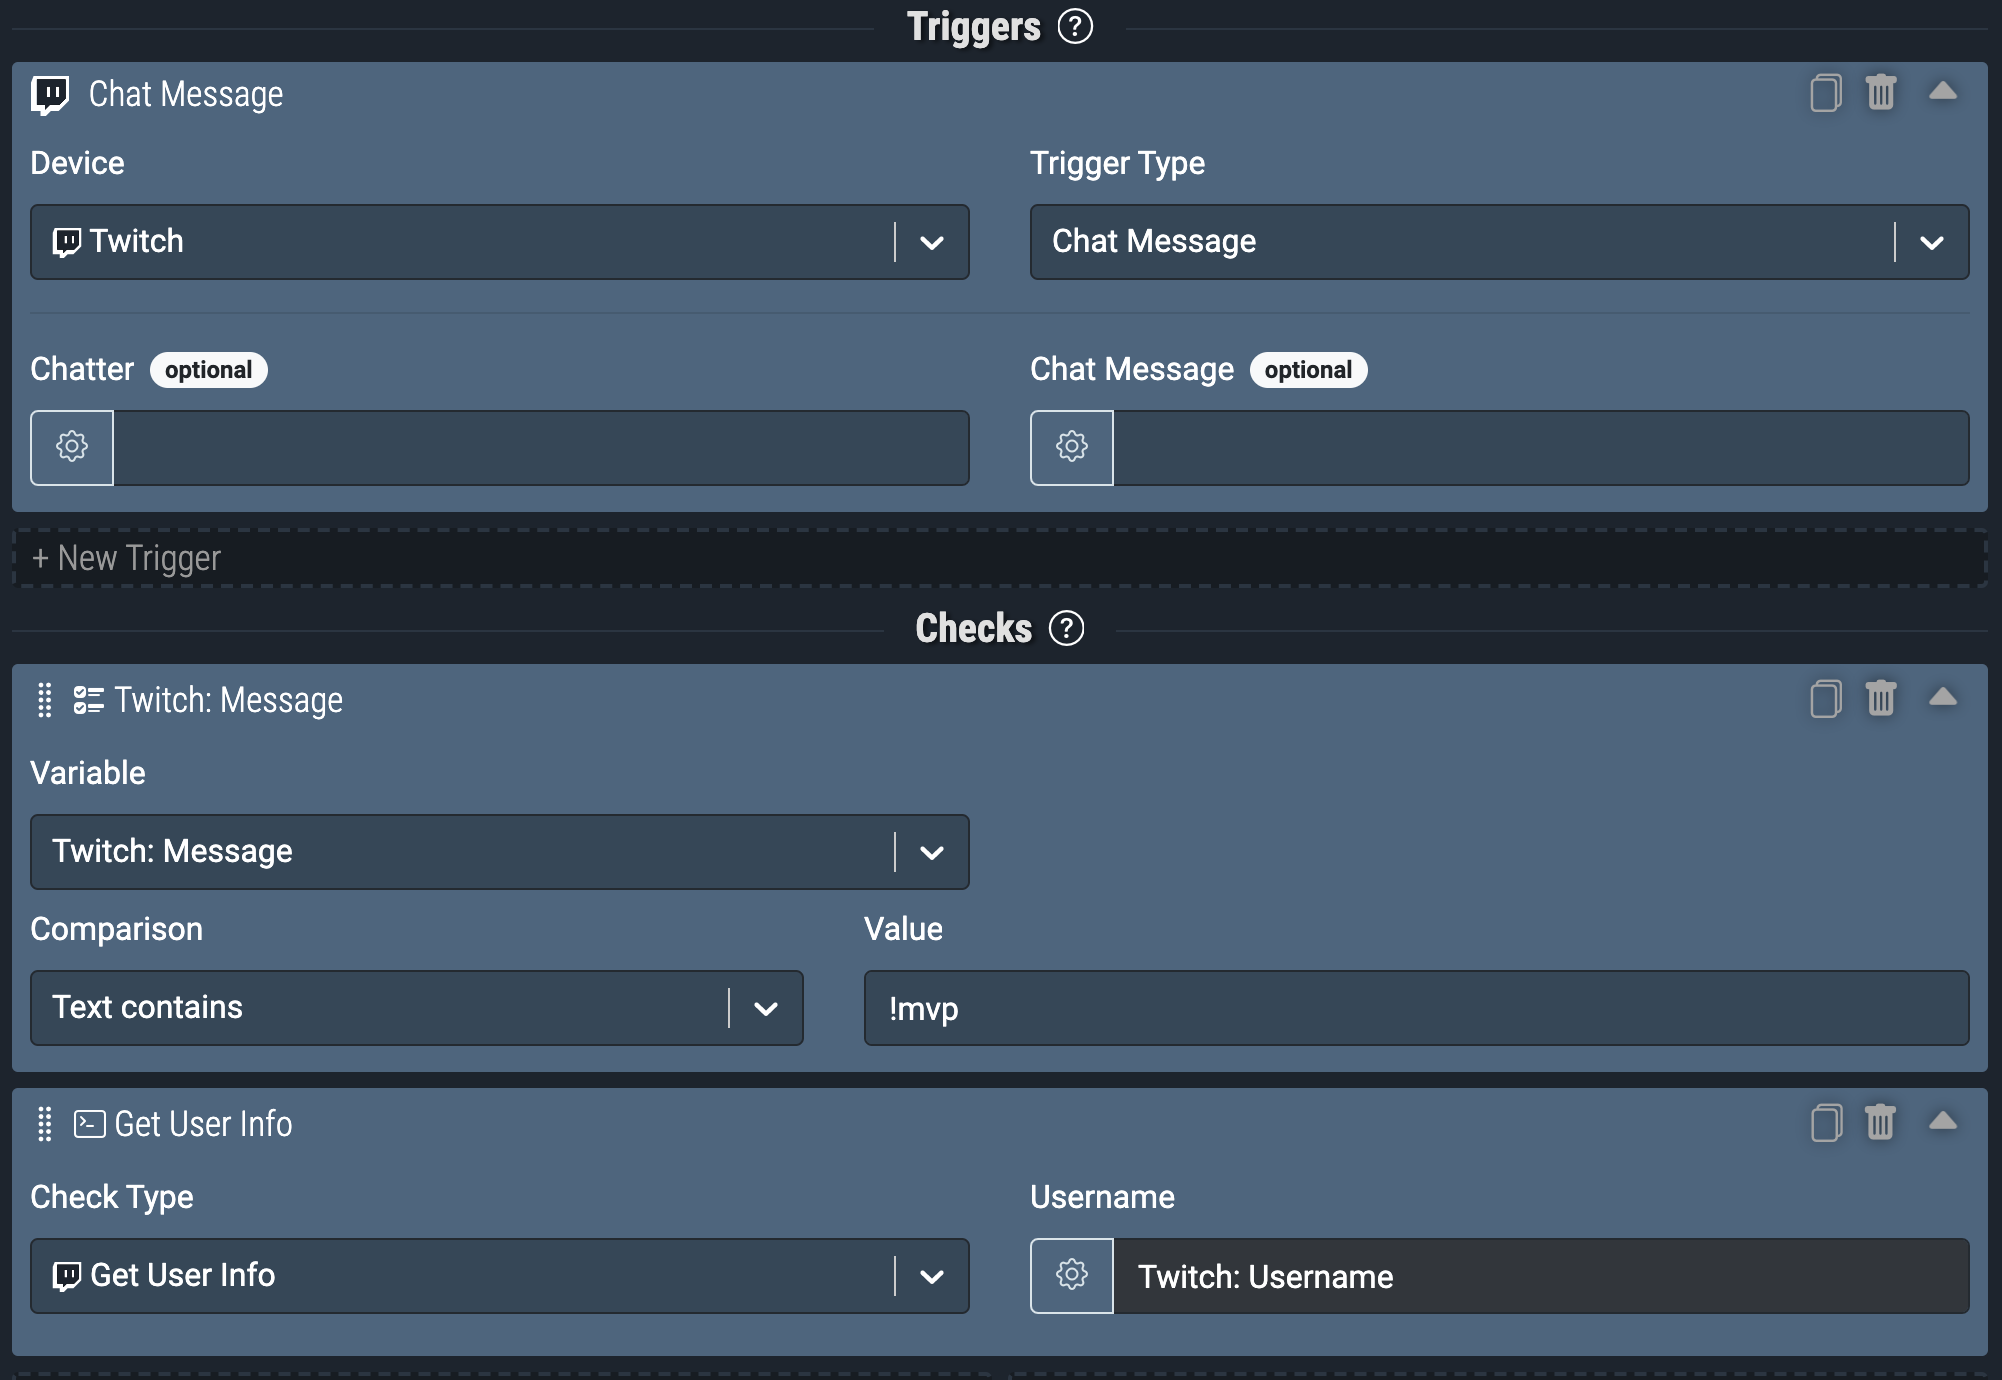 Triggers ?
Chat Message
Device
Trigger Type
Twitch
Chat Message
Chatter optional
Chat Message optional
+ New Trigger
Checks ?
Twitch: Message
Variable
Twitch: Message
Comparison
Value
Text contains
!mvp
Get User Info
Check Type
Username
Get User Info
Twitch: Username